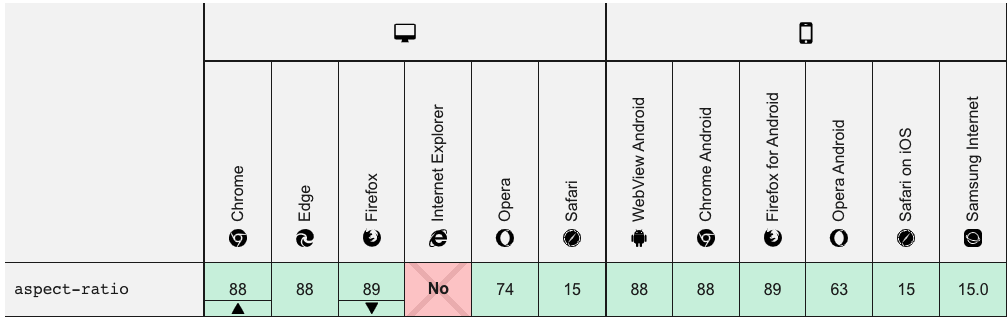 Chrome
Edge
Firefox
Internet Explorer
Opera
Safari
WebView Android
Chrome Android
Firefox for Android
Opera Android
Safari on iOS
Samsung Internet
aspect-ratio 88 88 89 No 74 15 88 88 89 63 15 15.0